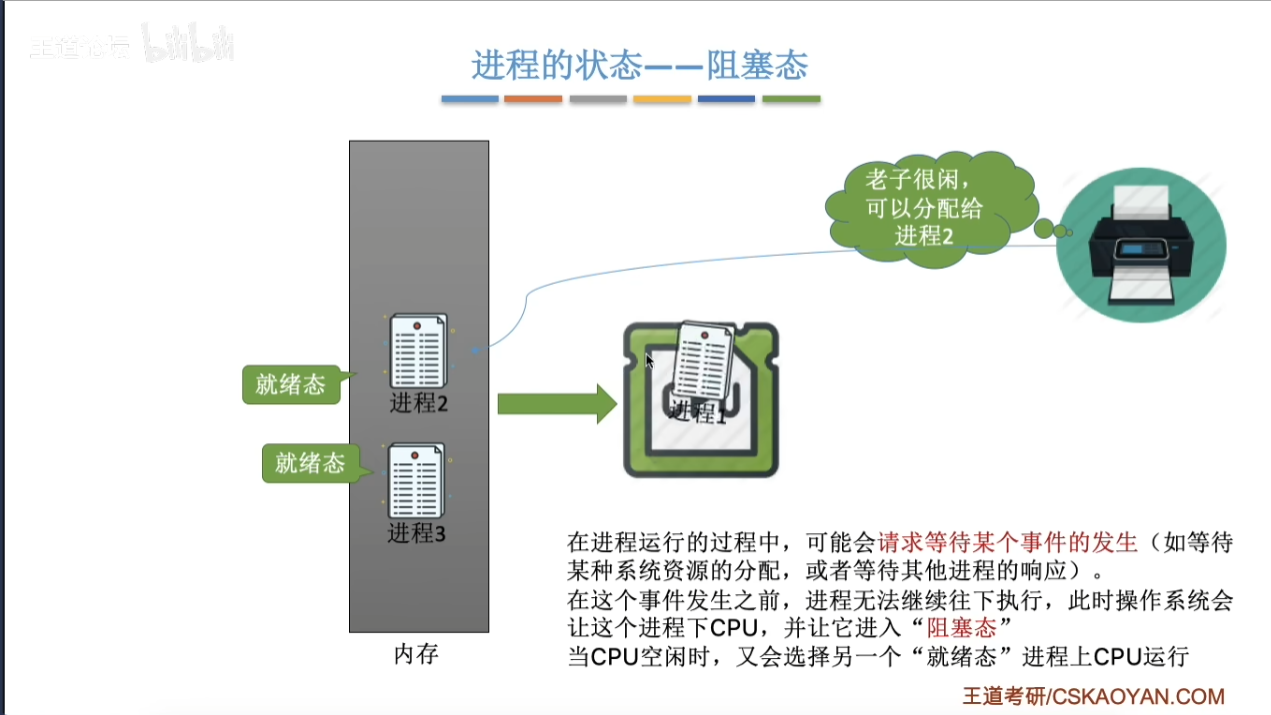 王道论坛 bilibili
进程的状态——阻塞态
老子很闲，
可以分配给
进程2
就绪态
进程2
进程1
就绪态
进程3
内存
在进程运行的过程中，可能会请求等待某个事件的发生（如等待
某种系统资源的分配，或者等待其他进程的响应）。
在这个事件发生之前，进程无法继续往下执行，此时操作系统会
让这个进程下CPU，并让它进入“阻塞态”
当CPU空闲时，又会选择另一个“就绪态”进程上CPU运行
王道考研/CSKAOYAN.COM